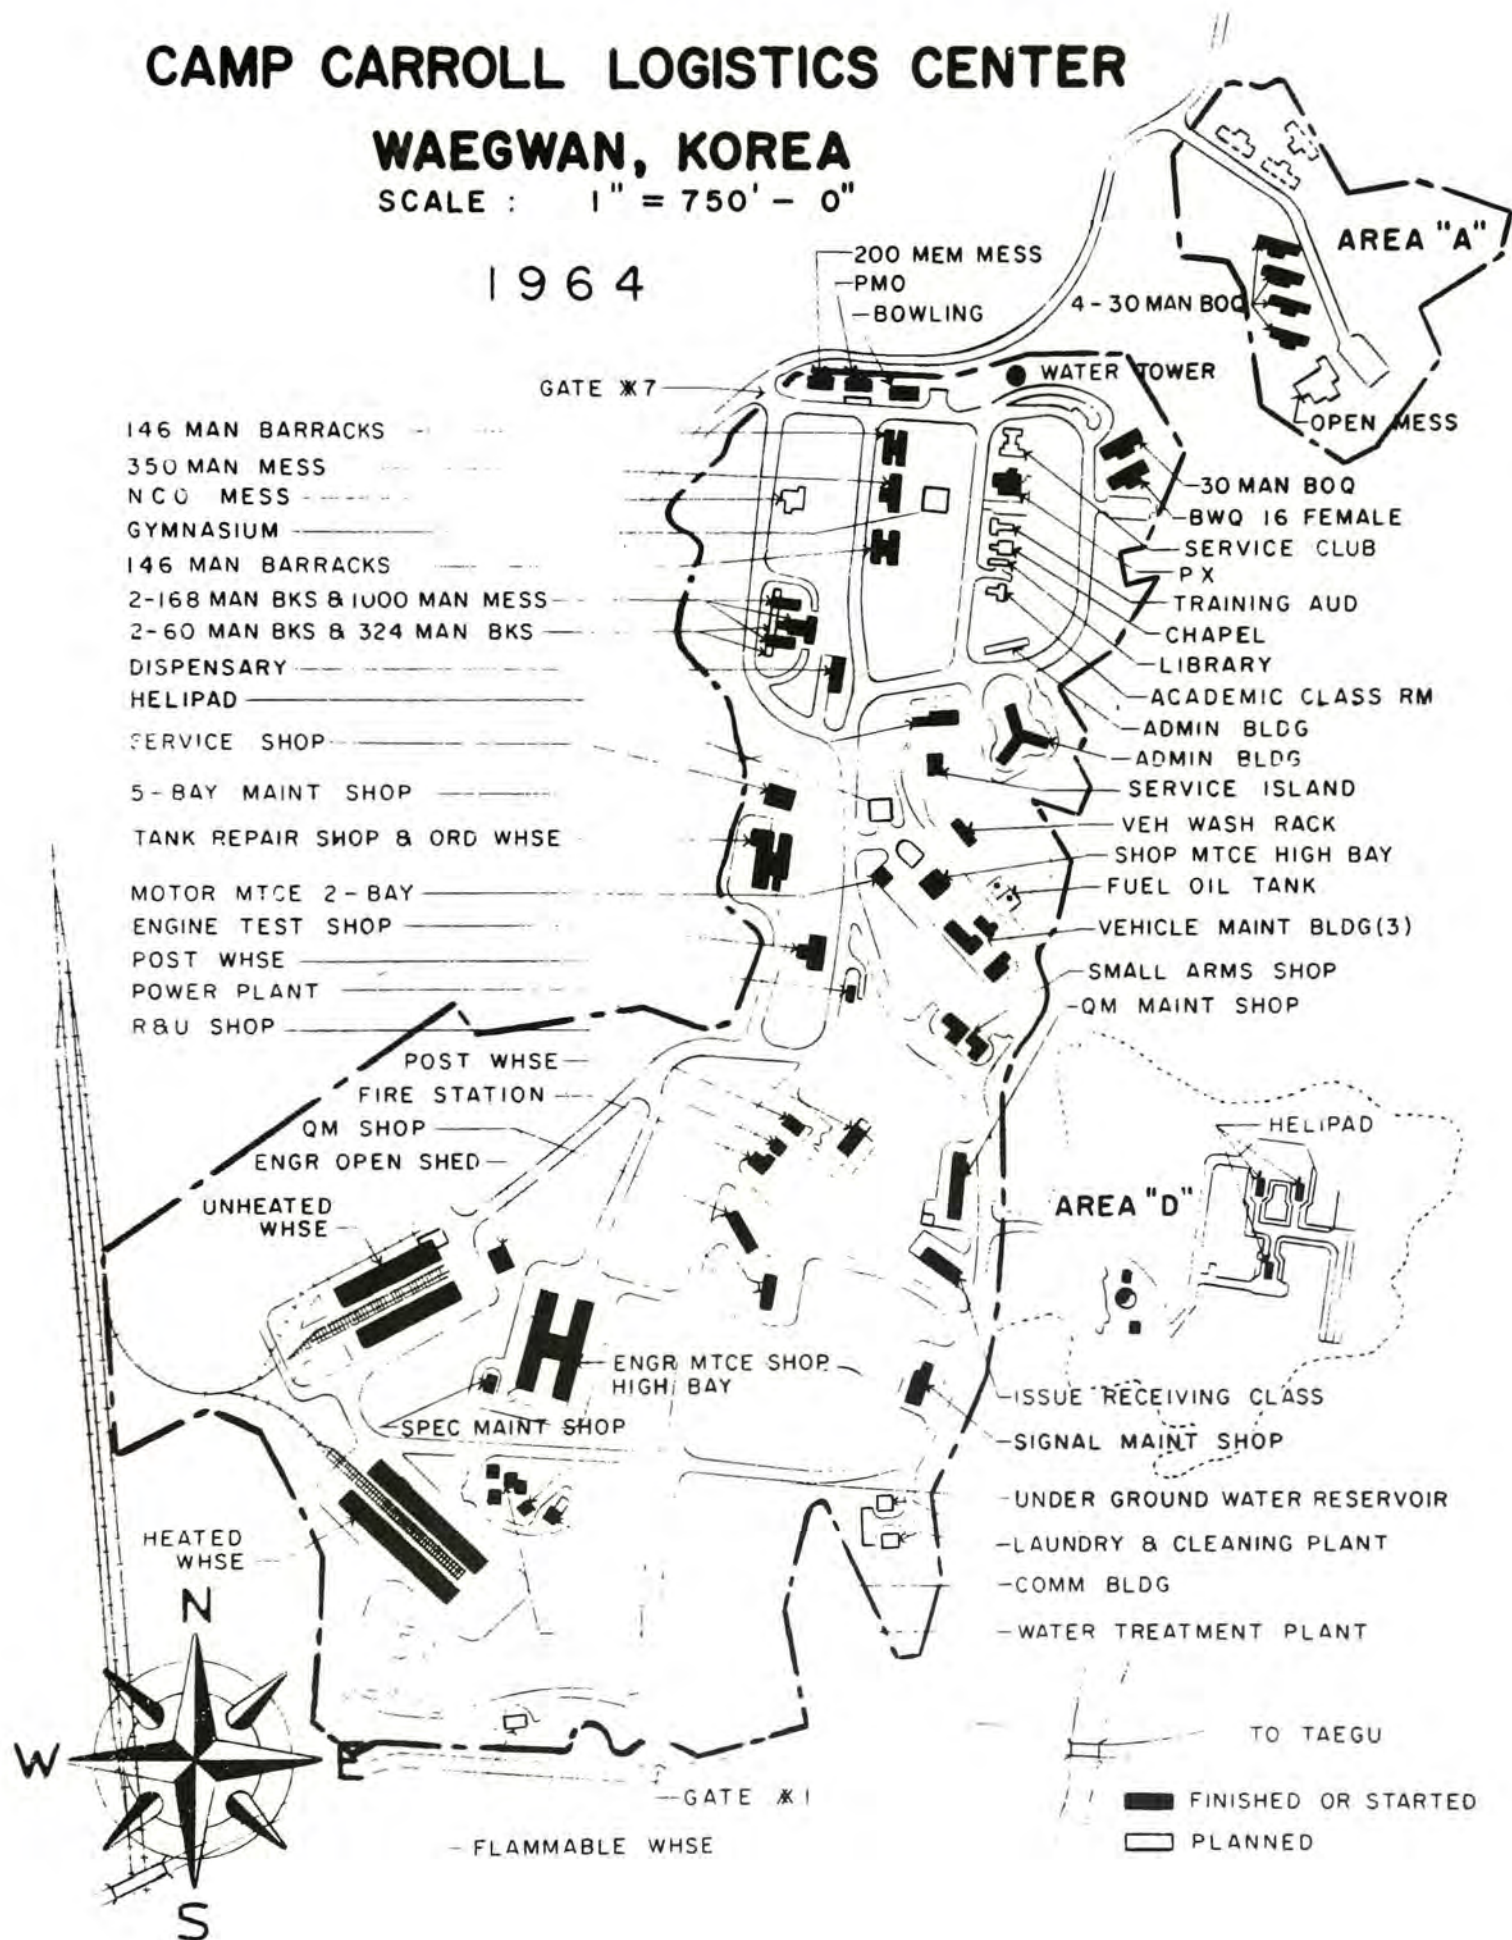 CAMP CARROLL LOGISTICS CENTER
WAEGWAN, KOREA
SCALE : 1" = 750' - 0"
1964
200 MEM MESS
PMO
BOWLING
GATE #7
WATER TOWER
AREA "A"
4-30 MAN BOQ
OPEN MESS
146 MAN BARRACKS
350 MAN MESS
NCO MESS
GYMNASIUM
146 MAN BARRACKS
2-168 MAN BKS & 1000 MAN MESS
2-60 MAN BKS & 324 MAN BKS
DISPENSARY
HELIPAD
SERVICE SHOP
5-BAY MAINT SHOP
TANK REPAIR SHOP & ORD WHSE
MOTOR MTCE 2-BAY
ENGINE TEST SHOP
POST WHSE
POWER PLANT
R&U SHOP
POST WHSE
FIRE STATION
QM SHOP
ENGR OPEN SHED
UNHEATED
WHSE
30 MAN BOQ
BWQ 16 FEMALE
SERVICE CLUB
PX
TRAINING AUD
CHAPEL
LIBRARY
ACADEMIC CLASS RM
ADMIN BLDG
ADMIN BLDG
SERVICE ISLAND
VEH WASH RACK
SHOP MTCE HIGH BAY
FUEL OIL TANK
VEHICLE MAINT BLDG(3)
SMALL ARMS SHOP
QM MAINT SHOP
HELIPAD
AREA "D"
ENGR MTCE SHOP
HIGH BAY
SPEC MAINT SHOP
ISSUE RECEIVING CLASS
SIGNAL MAINT SHOP
UNDER GROUND WATER RESERVOIR
LAUNDRY & CLEANING PLANT
COMM BLDG
WATER TREATMENT PLANT
HEATED
WHSE
N
W
E
S
TO TAEGU
GATE #1
FLAMMABLE WHSE
FINISHED OR STARTED
PLANNED